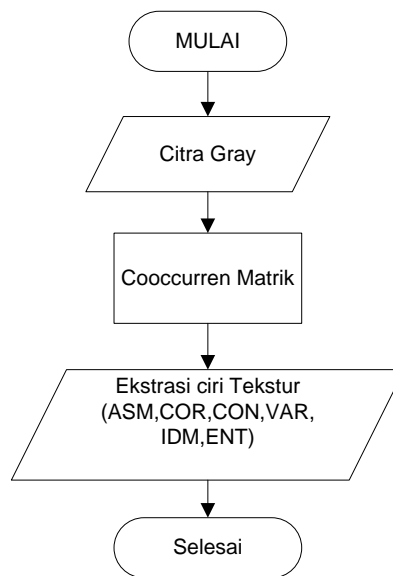 MULAI
Citra Gray
Cooccurren Matrik
Ekstrasi ciri Tekstur
(ASM,COR,CON,VAR,
IDM,ENT)
Selesai